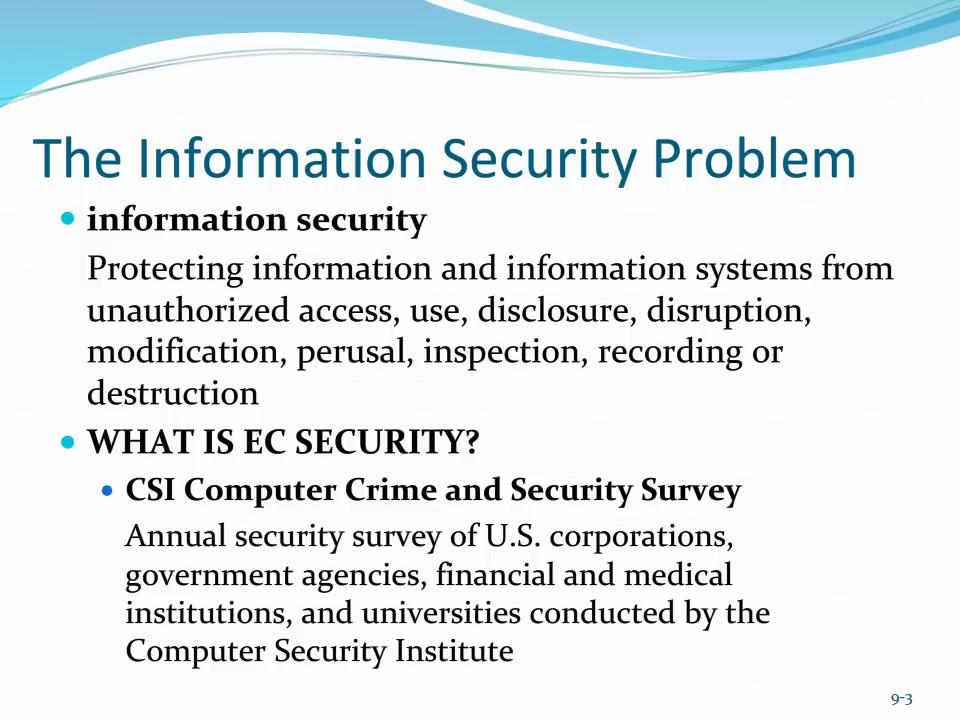 The Information Security Problem
• information security
Protecting information and information systems from
unauthorized access, use, disclosure, disruption,
modification, perusal, inspection, recording or
destruction
• WHAT IS EC SECURITY?
• CSI Computer Crime and Security Survey
Annual security survey of U.S. corporations,
government agencies, financial and medical
institutions, and universities conducted by the
Computer Security Institute
9-3